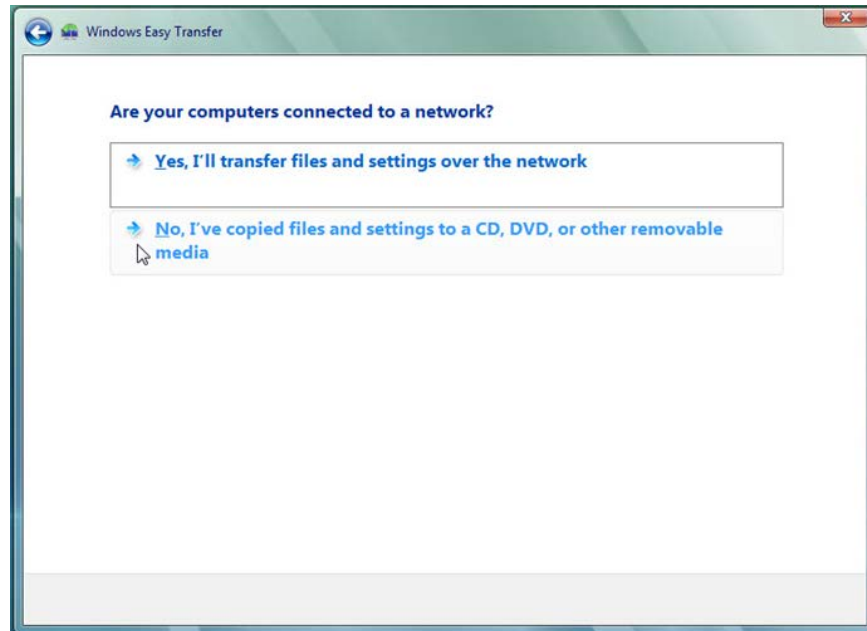 Windows Easy Transfer
Are your computers connected to a network?
Yes, I'll transfer files and settings over the network
No, I've copied files and settings to a CD, DVD, or other removable
media